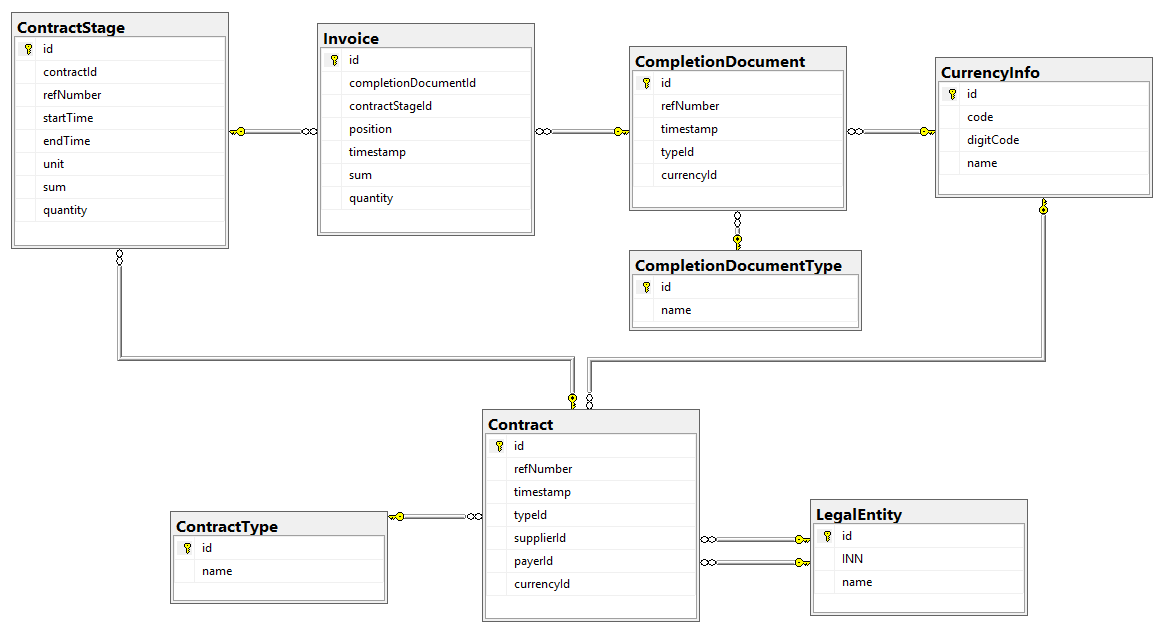 ContractStage
id
contractId
refNumber
startTime
endTime
unit
sum
quantity
Invoice
id
completionDocumentId
contractStageId
position
timestamp
sum
quantity
CompletionDocument
id
refNumber
timestamp
typeId
currencyId
CurrencyInfo
id
code
digitCode
name
CompletionDocumentType
id
name
Contract
id
refNumber
timestamp
typeId
supplierId
payerId
currencyId
ContractType
id
name
LegalEntity
id
INN
name